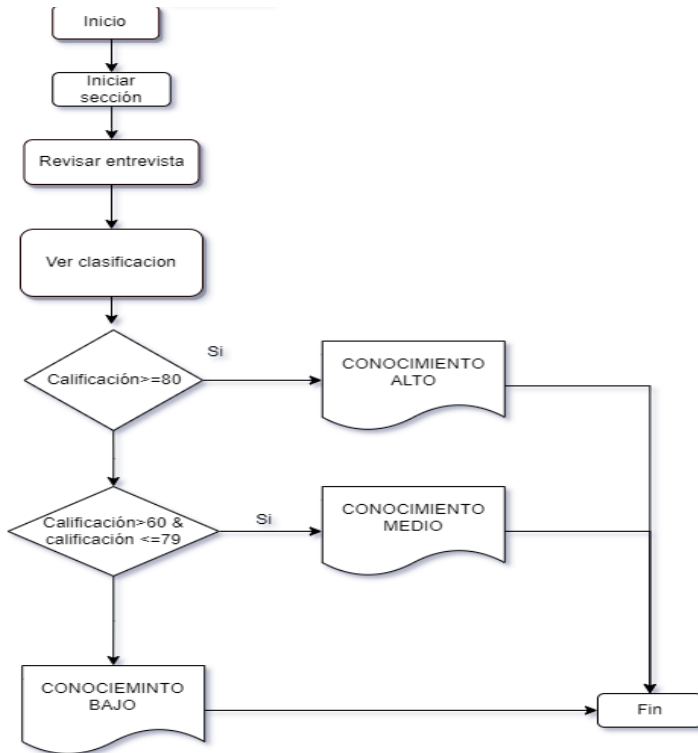 Inicio
Iniciar
sección
Revisar entrevista
Ver clasificacion
Calificación>=80
Si
CONOCIMIENTO
ALTO
Calificación>60 &
calificación <=79
Si
CONOCIMIENTO
MEDIO
CONOCIEMINTO
BAJO
Fin